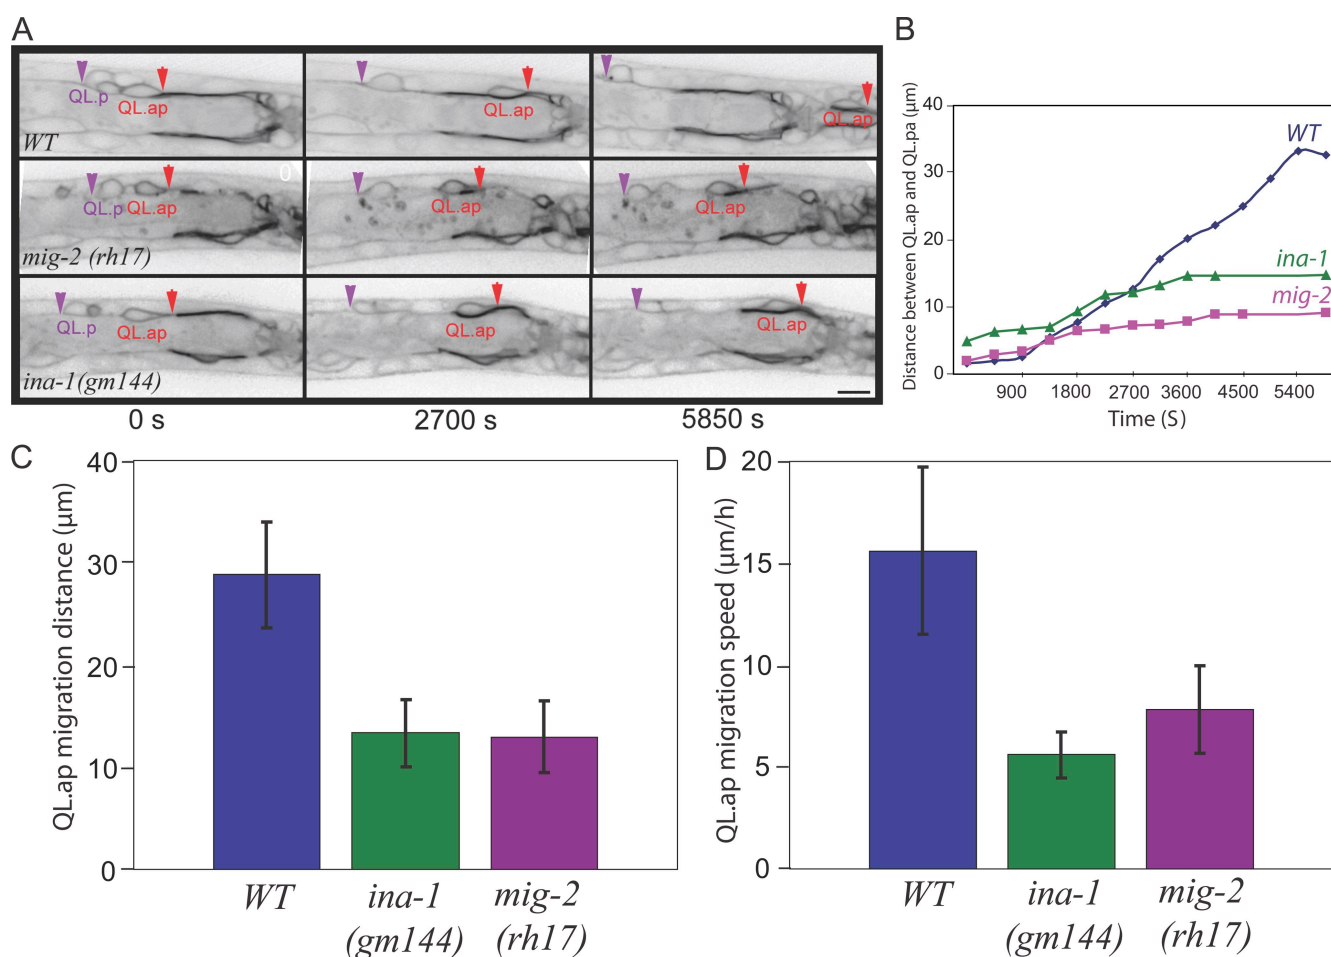 A
QL.p
QL.ap
WT
QL.ap
QL.ap
0
QL.p
QL.ap
mig-2 (rh17)
QL.ap
QL.ap
QL.p
QL.ap
ina-1(gm144)
QL.ap
QL.ap
0 s
2700 s
5850 s
B
Distance between QL.ap and QL.pa (µm)
40
30
20
10
0
WT
ina-1
mig-2
900 1800 2700 3600 4500 5400
Time (S)
C
QL.ap migration distance (µm)
40
30
20
10
0
WT
ina-1
(gm144)
mig-2
(rh17)
D
QL.ap migration speed (µm/h)
20
15
10
5
0
WT
ina-1
(gm144)
mig-2
(rh17)